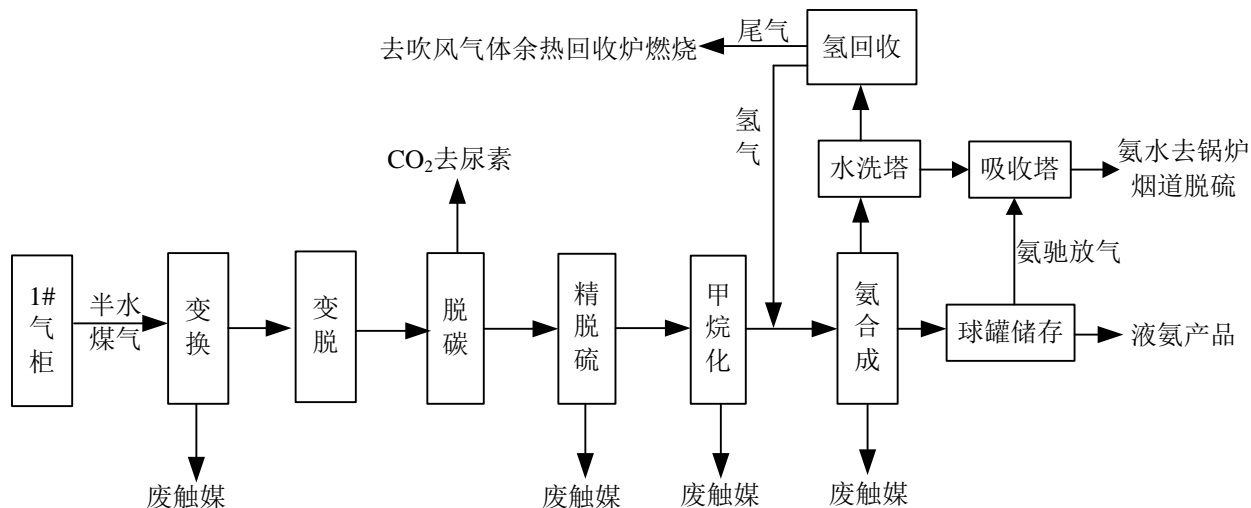 尾气
氢回收
去吹风气体余热回收炉燃烧
氢
气
CO₂去尿素
水洗塔
吸收塔
氨水去锅炉
烟道脱硫
氨驰放气
1#
气
柜
半水
煤气
变
换
变
脱
脱
碳
精
脱
硫
甲
烷
化
氨
合
成
球罐储存
液氨产品
废触媒
废触媒
废触媒
废触媒